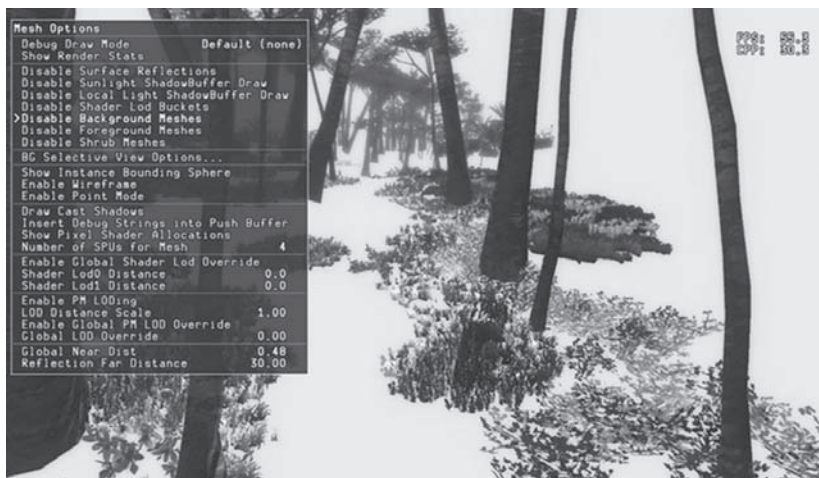 Mesh Options
Debug Draw Mode Default (none)
Show Render Stats
Disable Surface Reflections
Disable Sunlight ShadowBuffer Draw
Disable Local Light ShadowBuffer Draw
Disable Shader Lod Buckets
>Disable Background Meshes
Disable Foreground Meshes
Disable Shrub Meshes
BG Selective View Options...
Show Instance Bounding Sphere
Enable Wireframe
Enable Point Mode
Draw Cast Shadows
Insert Debug Strings into Push Buffer
Show Pixel Shader Allocations
Number of SPUs for Mesh 4
Enable Global Shader Lod Override
Shader Lod0 Distance 0.0
Shader Lod1 Distance 0.0
Enable PM LODing
LOD Distance Scale 1.00
Enable Global PM LOD Override
Global LOD Override 0.00
Global Near Dist 0.48
Reflection Far Distance 30.00
FPS:
CPP: